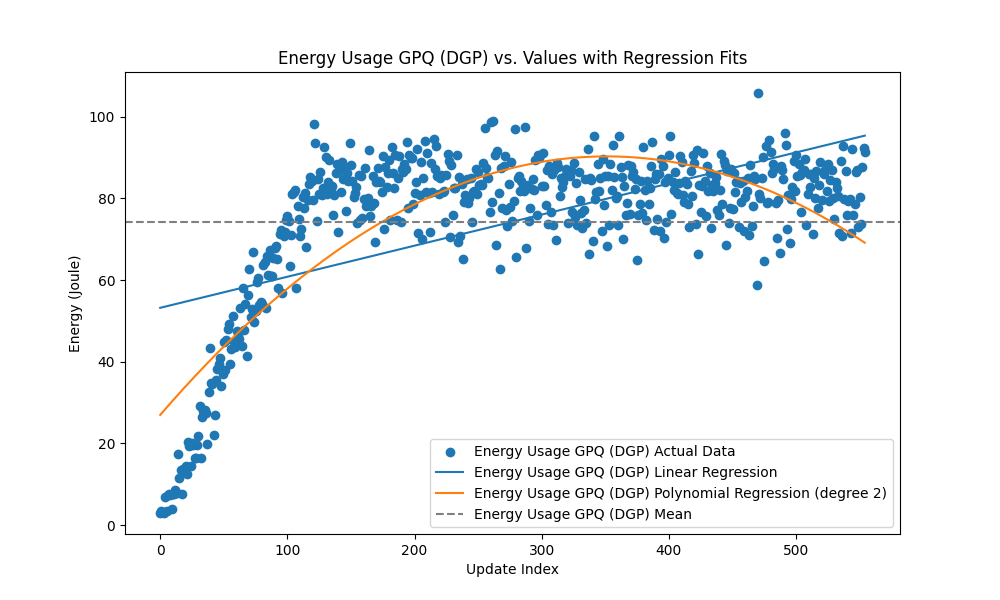 Energy Usage GPQ (DGP) vs. Values with Regression Fits
Energy (Joule)
100
80
60
40
20
0
0 100 200 300 400 500
Update Index
Energy Usage GPQ (DGP) Actual Data
Energy Usage GPQ (DGP) Linear Regression
Energy Usage GPQ (DGP) Polynomial Regression (degree 2)
Energy Usage GPQ (DGP) Mean